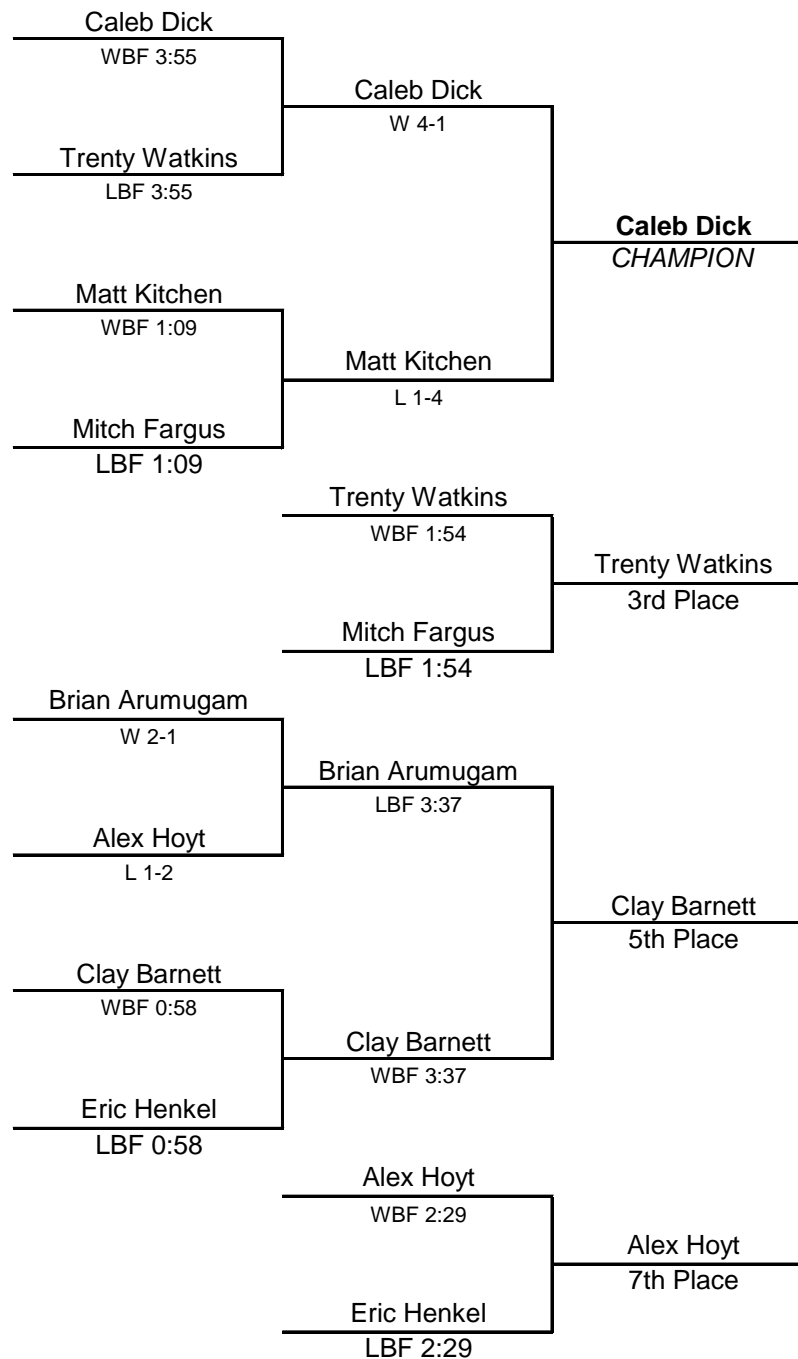 Caleb Dick
WBF 3:55
Caleb Dick
W 4-1
Trenty Watkins
LBF 3:55
Caleb Dick
CHAMPION
Matt Kitchen
WBF 1:09
Matt Kitchen
L 1-4
Mitch Fargus
LBF 1:09
Trenty Watkins
WBF 1:54
Trenty Watkins
3rd Place
Mitch Fargus
LBF 1:54
Brian Arumugam
W 2-1
Brian Arumugam
LBF 3:37
Alex Hoyt
L 1-2
Clay Barnett
5th Place
Clay Barnett
WBF 0:58
Clay Barnett
WBF 3:37
Eric Henkel
LBF 0:58
Alex Hoyt
WBF 2:29
Alex Hoyt
7th Place
Eric Henkel
LBF 2:29